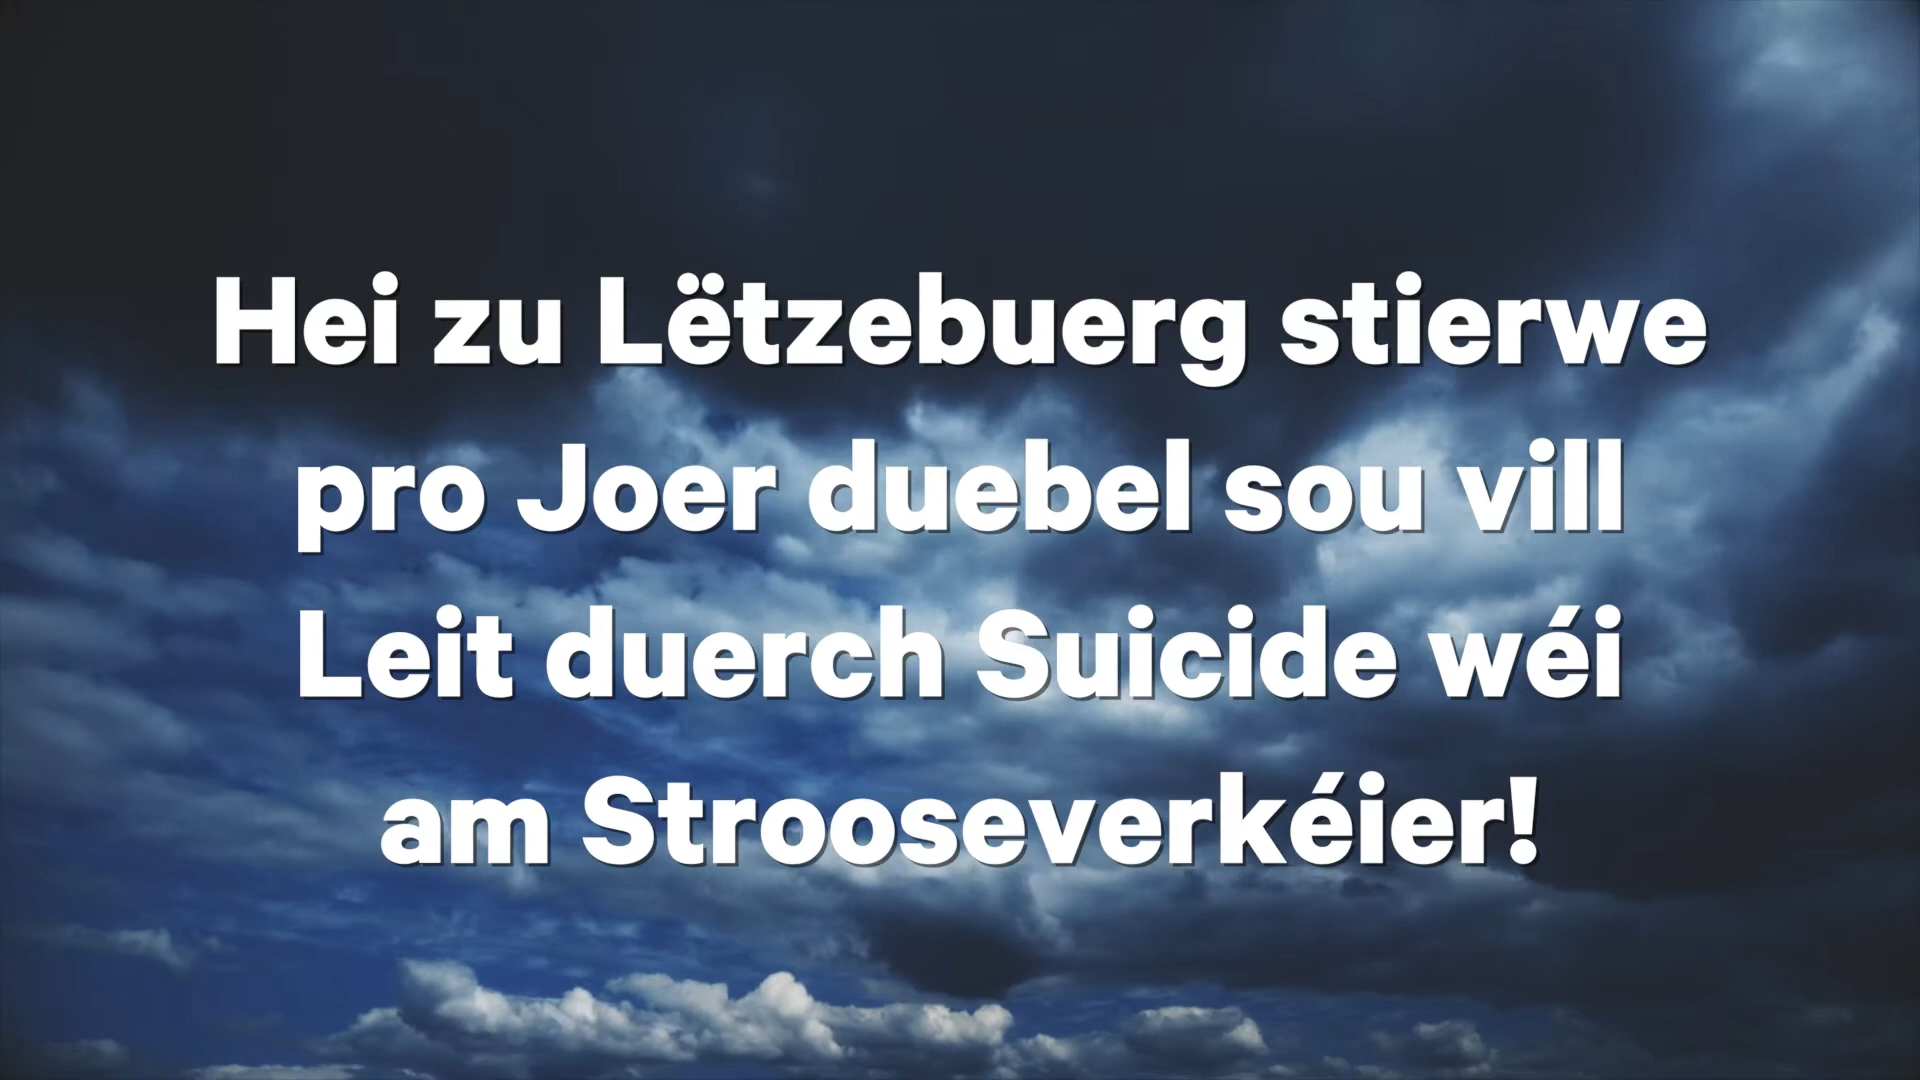 Hei zu Lëtzebuerg stierwe
pro Joer duebel sou vill
Leit duerch Suicide wéi
am Strooseverkéier!